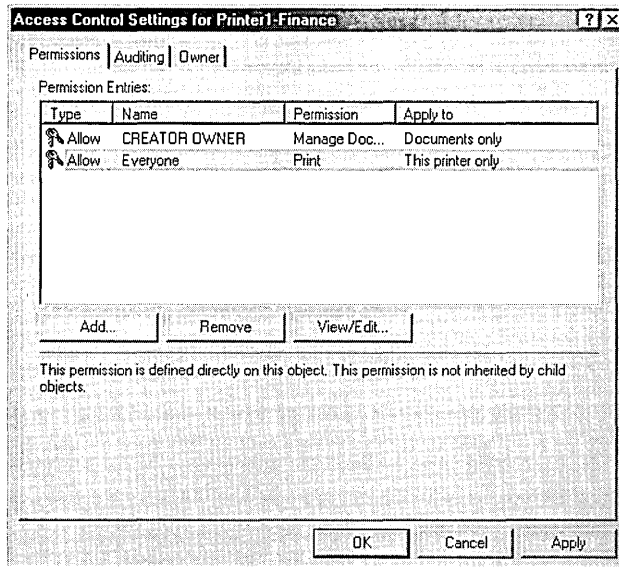 Access Control Settings for Printer1-Finance ? ×
Permissions Auditing Owner
Permission Entries:
Type Name Permission Apply to
Allow CREATOR OWNER Manage Doc... Documents only
Allow Everyone Print This printer only
Add... Remove View/Edit...
This permission is defined directly on this object. This permission is not inherited by child
objects.
OK Cancel Apply